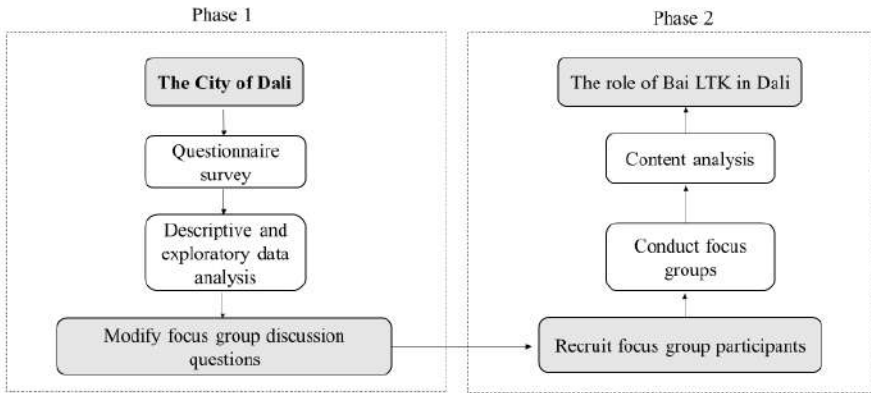 Phase 1
The City of Dali
Questionnaire
survey
Descriptive and
exploratory data
analysis
Modify focus group discussion
questions
Phase 2
The role of Bai LTK in Dali
Content analysis
Conduct focus
groups
Recruit focus group participants